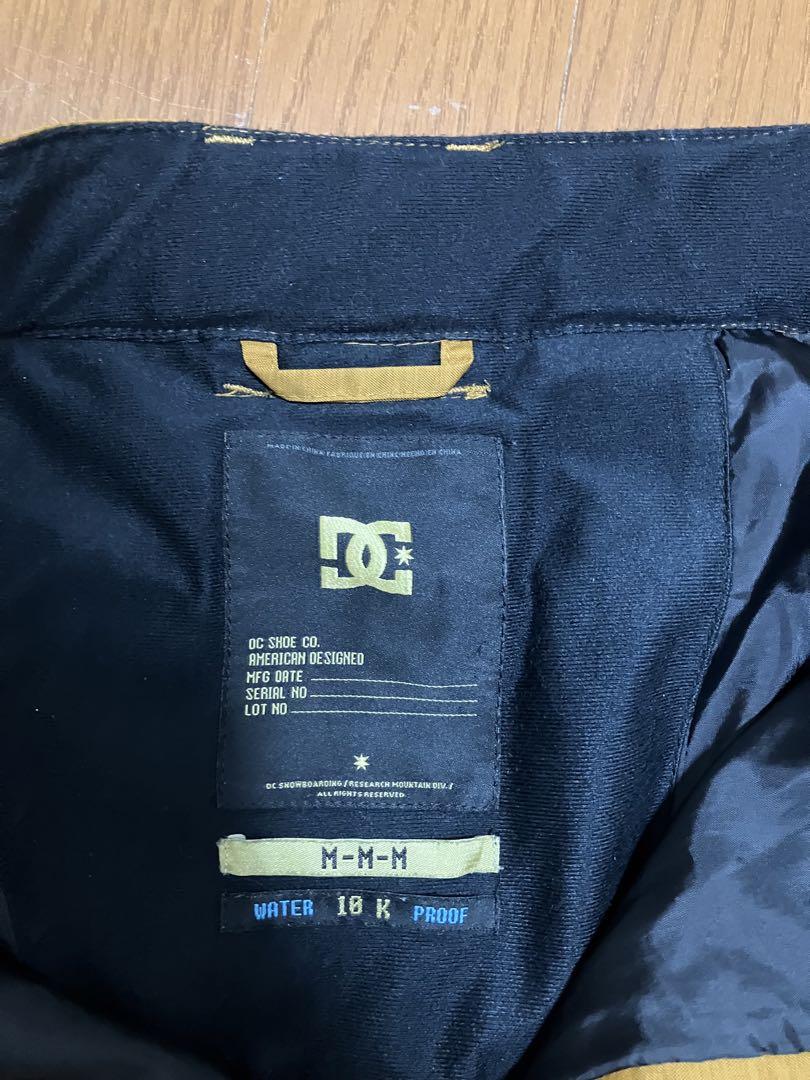 MADE IN CHINA/FABRIQUE EN CHINE/HECHO EN CHINA
DC
DC SHOE CO.
AMERICAN DESIGNED
MFG DATE
SERIAL NO
LOT NO
DC SNOWBOARDING / RESEARCH MOUNTAIN DIV. /
ALL RIGHTS RESERVED
M-M-M
WATER 10 K PROOF